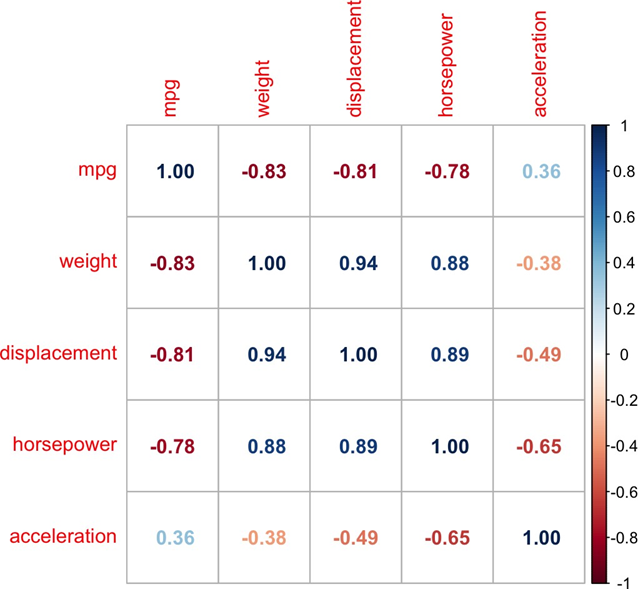 mpg weight displacement horsepower acceleration
mpg 1.00 -0.83 -0.81 -0.78 0.36
weight -0.83 1.00 0.94 0.88 -0.38
displacement -0.81 0.94 1.00 0.89 -0.49
horsepower -0.78 0.88 0.89 1.00 -0.65
acceleration 0.36 -0.38 -0.49 -0.65 1.00
1
0.8
0.6
0.4
0.2
0
-0.2
-0.4
-0.6
-0.8
-1